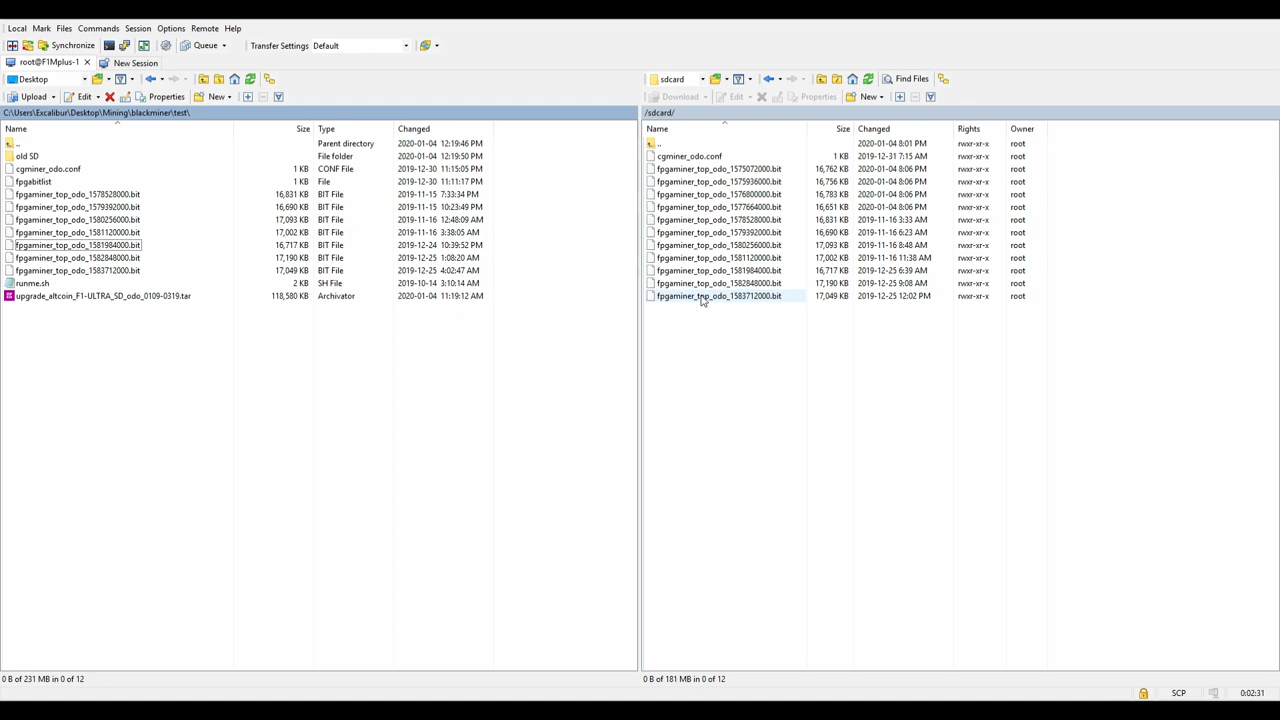 Local Mark Files Commands Session Options Remote Help
Synchronize Queue Transfer Settings Default
root@F1Mplus-1 New Session
Desktop
Upload Edit Properties New
C:\Users\Excalibur\Desktop\Mining\blackminer\test\
Name Size Type Changed
.. Parent directory 2020-01-04 12:19:46 PM
old SD File folder 2020-01-04 12:19:50 PM
cgminer_odo.conf 1 KB CONF File 2019-12-30 11:15:05 PM
fpgabitlist 1 KB File 2019-12-30 11:11:17 PM
fpgaminer_top_odo_1578528000.bit 16,831 KB BIT File 2019-11-15 7:33:34 PM
fpgaminer_top_odo_1579392000.bit 16,690 KB BIT File 2019-11-15 10:23:49 PM
fpgaminer_top_odo_1580256000.bit 17,093 KB BIT File 2019-11-16 12:48:09 AM
fpgaminer_top_odo_1581120000.bit 17,002 KB BIT File 2019-11-16 3:38:05 AM
fpgaminer_top_odo_1581984000.bit 16,717 KB BIT File 2019-12-24 10:39:52 PM
fpgaminer_top_odo_1582848000.bit 17,190 KB BIT File 2019-12-25 1:08:20 AM
fpgaminer_top_odo_1583712000.bit 17,049 KB BIT File 2019-12-25 4:02:47 AM
runme.sh 2 KB SH File 2019-10-14 3:10:14 AM
upgrade_altcoin_F1-ULTRA_SD_odo_0109-0319.tar 118,580 KB Archivator 2020-01-04 11:19:12 AM
0 B of 231 MB in 0 of 12
sdcard Find Files
Download Edit Properties New
/sdcard/
Name Size Changed Rights Owner
.. 2020-01-04 8:01 PM rwxr-xr-x root
cgminer_odo.conf 1 KB 2019-12-31 7:15 AM rwxr-xr-x root
fpgaminer_top_odo_1575072000.bit 16,762 KB 2020-01-04 8:06 PM rwxr-xr-x root
fpgaminer_top_odo_1575936000.bit 16,756 KB 2020-01-04 8:06 PM rwxr-xr-x root
fpgaminer_top_odo_1576800000.bit 16,783 KB 2020-01-04 8:06 PM rwxr-xr-x root
fpgaminer_top_odo_1577664000.bit 16,651 KB 2020-01-04 8:06 PM rwxr-xr-x root
fpgaminer_top_odo_1578528000.bit 16,831 KB 2019-11-16 3:33 AM rwxr-xr-x root
fpgaminer_top_odo_1579392000.bit 16,690 KB 2019-11-16 6:23 AM rwxr-xr-x root
fpgaminer_top_odo_1580256000.bit 17,093 KB 2019-11-16 8:48 AM rwxr-xr-x root
fpgaminer_top_odo_1581120000.bit 17,002 KB 2019-11-16 11:38 AM rwxr-xr-x root
fpgaminer_top_odo_1581984000.bit 16,717 KB 2019-12-25 6:39 AM rwxr-xr-x root
fpgaminer_top_odo_1582848000.bit 17,190 KB 2019-12-25 9:08 AM rwxr-xr-x root
fpgaminer_top_odo_1583712000.bit 17,049 KB 2019-12-25 12:02 PM rwxr-xr-x root
0 B of 181 MB in 0 of 12
SCP 0:02:31